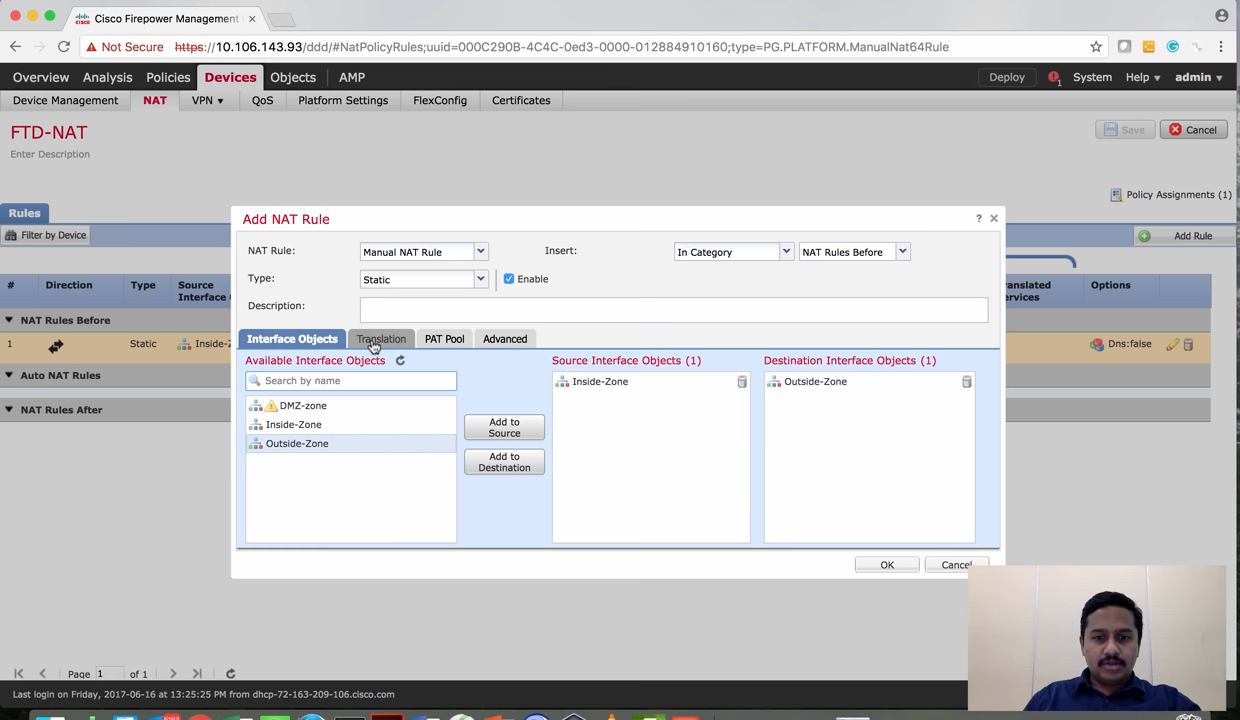 Cisco Firepower Management
Not Secure https://10.106.143.93/ddd/#NatPolicyRules;uuid=000C290B-4C4C-0ed3-0000-012884910160;type=PG.PLATFORM.ManualNat64Rule
Overview Analysis Policies Devices Objects AMP Deploy 1 System Help admin
Device Management NAT VPN QoS Platform Settings FlexConfig Certificates
FTD-NAT Save Cancel
Enter Description
Policy Assignments (1)
Rules
Filter by Device Add Rule
# Direction Type Source Interface Options
NAT Rules Before
1 Static Inside-Z Dns:false
Auto NAT Rules
NAT Rules After
Add NAT Rule ?
NAT Rule: Manual NAT Rule Insert: In Category NAT Rules Before
Type: Static Enable
Description:
Interface Objects Translation PAT Pool Advanced
Available Interface Objects Source Interface Objects (1) Destination Interface Objects (1)
Search by name Inside-Zone Outside-Zone
DMZ-zone
Inside-Zone
Outside-Zone
Add to Source
Add to Destination
OK Cancel
Page 1 of 1
Last login on Friday, 2017-06-16 at 13:25:25 PM from dhcp-72-163-209-106.cisco.com